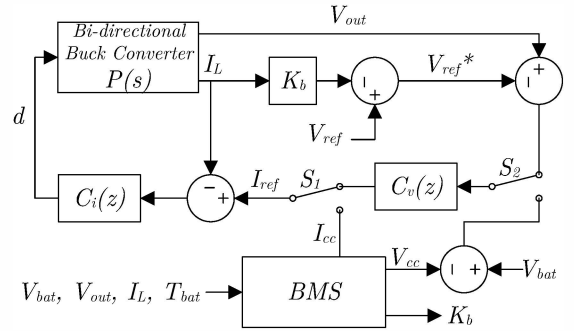 V_out
Bi-directional
Buck Converter
P(s)
I_L
K_b
V_ref*
V_ref
d
C_i(z)
I_ref
S_1
C_v(z)
S_2
I_cc
V_cc
V_bat
V_bat, V_out, I_L, T_bat
BMS
K_b